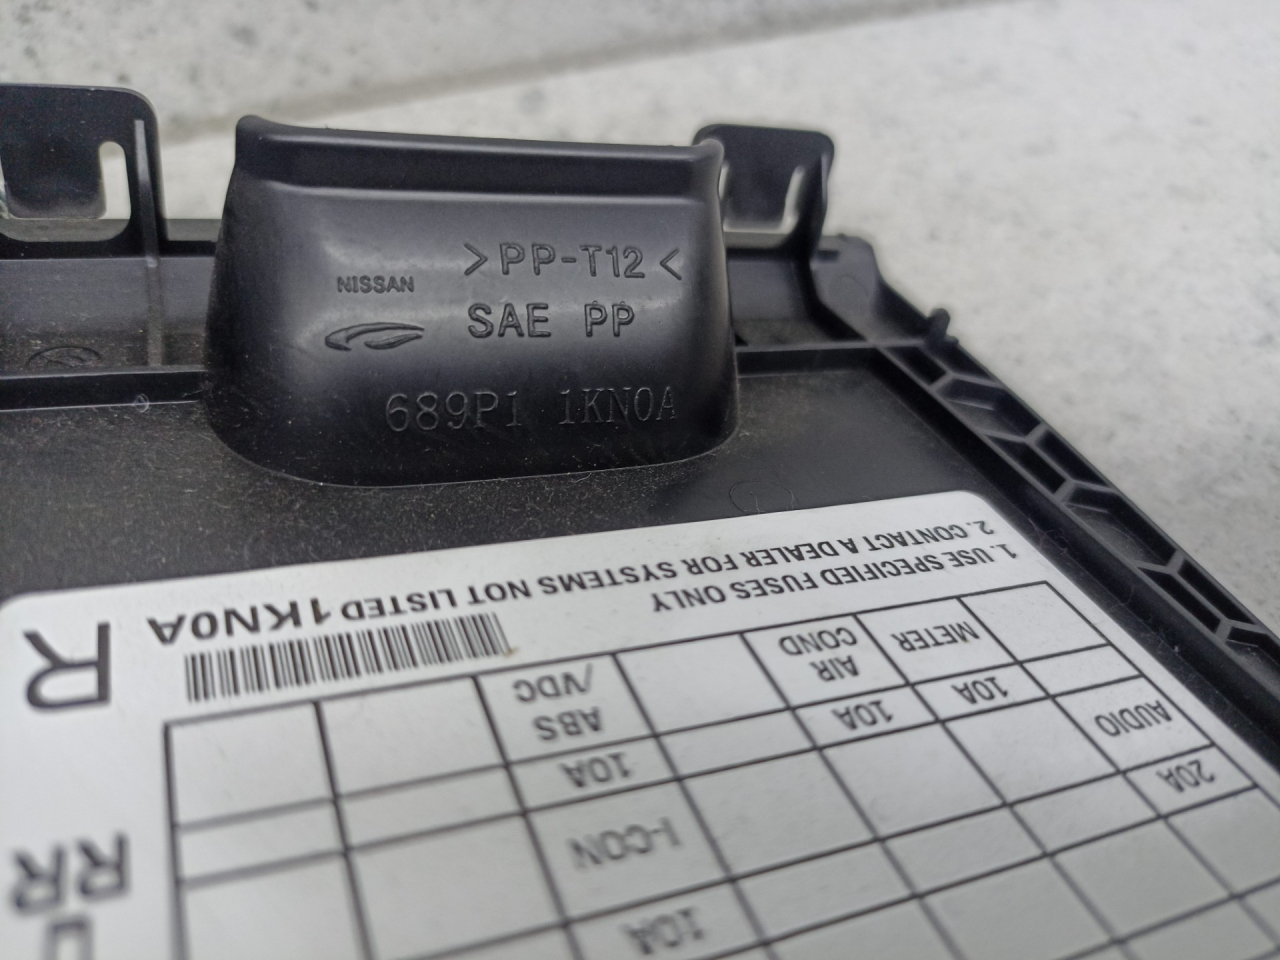 >PP-T12<
NISSAN
SAE PP
689P1 1KN0A
1. USE SPECIFIED FUSES ONLY
2. CONTACT A DEALER FOR SYSTEMS NOT LISTED
1KN0A
R
METER
10A
AIR COND
10A
ABS /VDC
10A
AUDIO
20A
I-CON
10A
RR